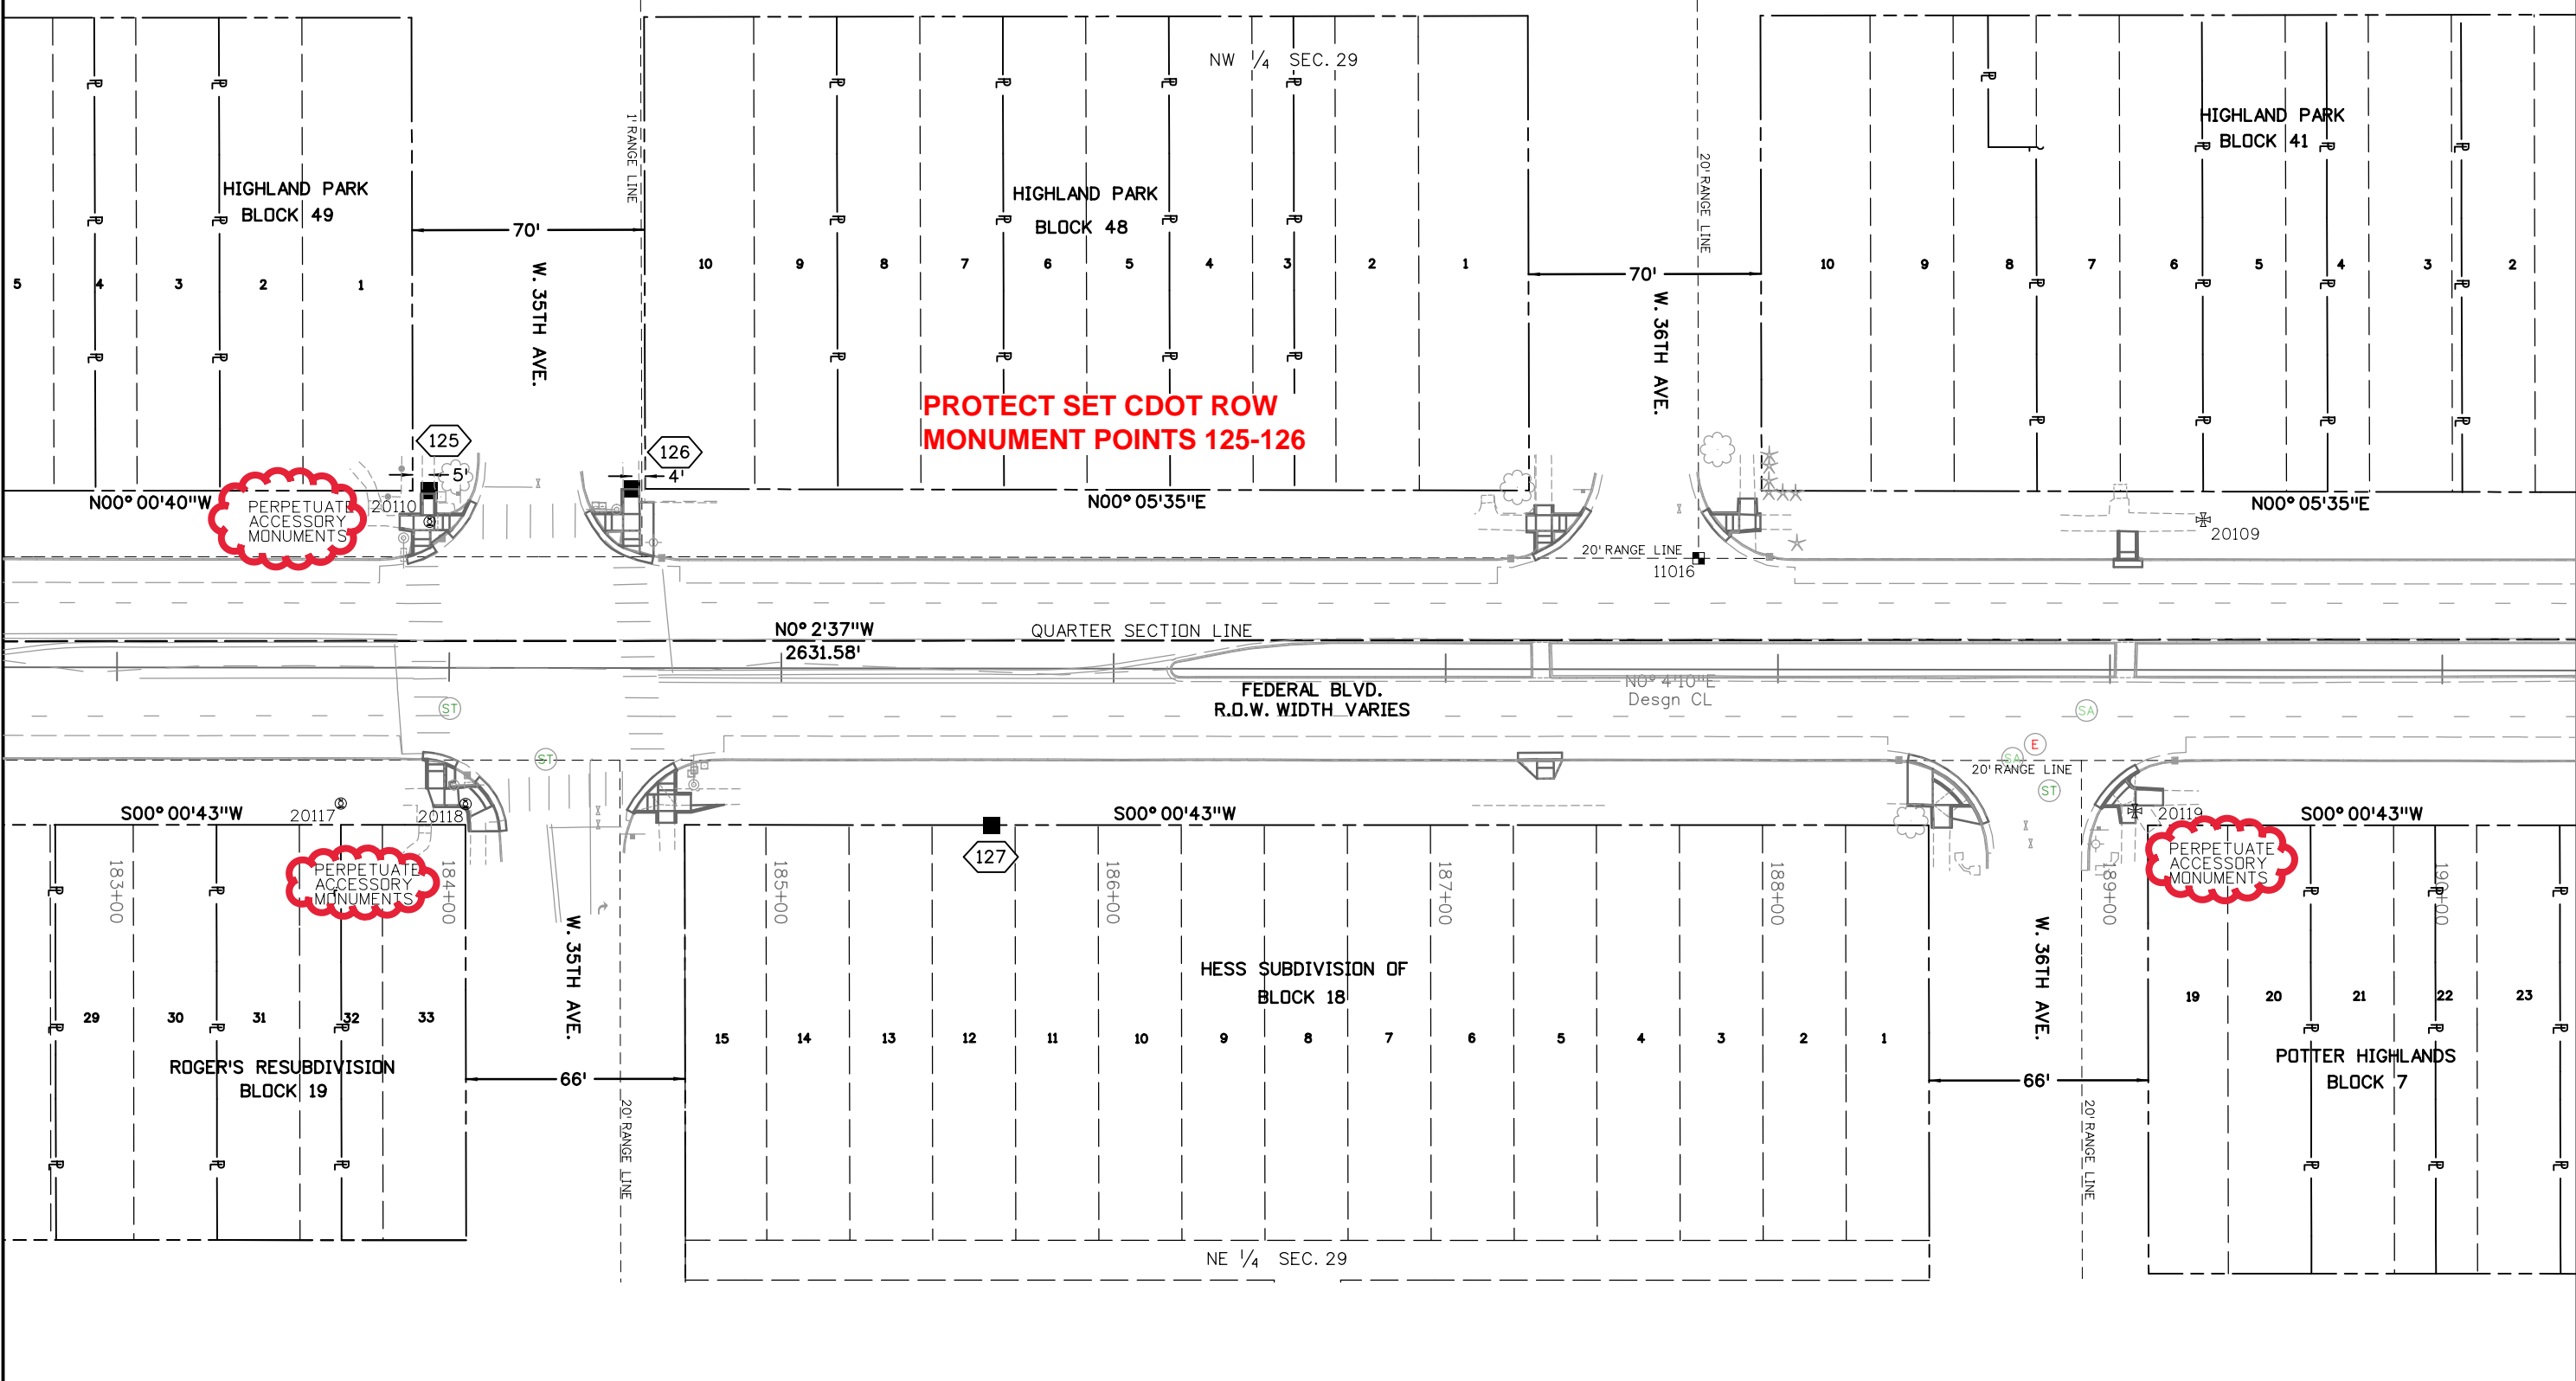 NW 1/4 SEC. 29
HIGHLAND PARK
BLOCK 49
HIGHLAND PARK
BLOCK 48
HIGHLAND PARK
BLOCK 41
1' RANGE LINE
20' RANGE LINE
70'
70'
W. 35TH AVE.
W. 36TH AVE.
5 4 3 2 1
10 9 8 7 6 5 4 3 2 1
10 9 8 7 6 5 4 3 2
PROTECT SET CDOT ROW
MONUMENT POINTS 125-126
125
5'
126
4'
N00° 00'40"W
PERPETUATE
ACCESSORY
MONUMENTS
20110
N00° 05'35"E
N00° 05'35"E
20109
20' RANGE LINE
11016
N0° 2'37"W
2631.58'
QUARTER SECTION LINE
FEDERAL BLVD.
R.O.W. WIDTH VARIES
N0° 4'10"E
Desgn CL
ST
ST
SA
E
SA
ST
20' RANGE LINE
S00° 00'43"W
20117
20118
S00° 00'43"W
127
20119
S00° 00'43"W
PERPETUATE
ACCESSORY
MONUMENTS
PERPETUATE
ACCESSORY
MONUMENTS
183+00
184+00
185+00
186+00
187+00
188+00
189+00
190+00
W. 35TH AVE.
W. 36TH AVE.
HESS SUBDIVISION OF
BLOCK 18
29 30 31 32 33
15 14 13 12 11 10 9 8 7 6 5 4 3 2 1
19 20 21 22 23
ROGER'S RESUBDIVISION
BLOCK 19
POTTER HIGHLANDS
BLOCK 7
66'
66'
20' RANGE LINE
20' RANGE LINE
NE 1/4 SEC. 29